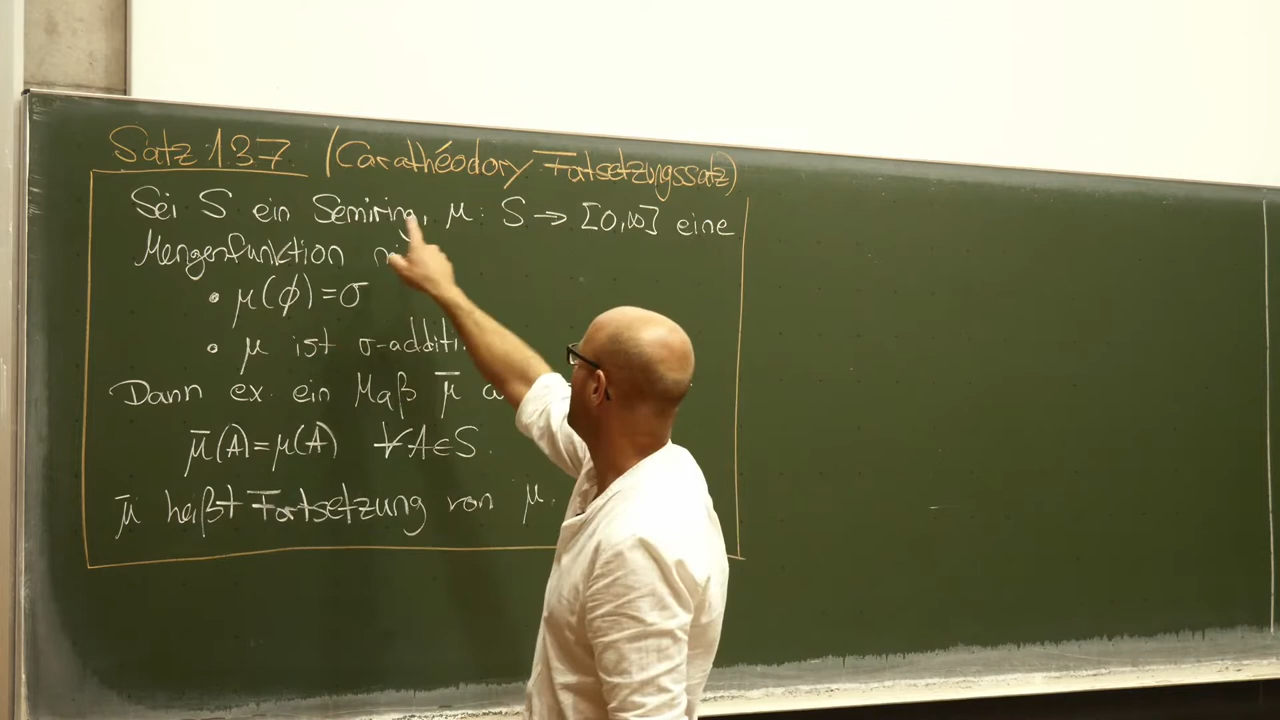 Satz 1.37 (Carathéodory Fortsetzungssatz)
Sei S ein Semiring, μ: S → [0,∞] eine
Mengenfunktion
• μ(∅)=0
• μ ist σ-additi
Dann ex. ein Maß μ̄
μ̄(A)=μ(A) ∀A∈S.
μ̄ heißt Fortsetzung von μ.